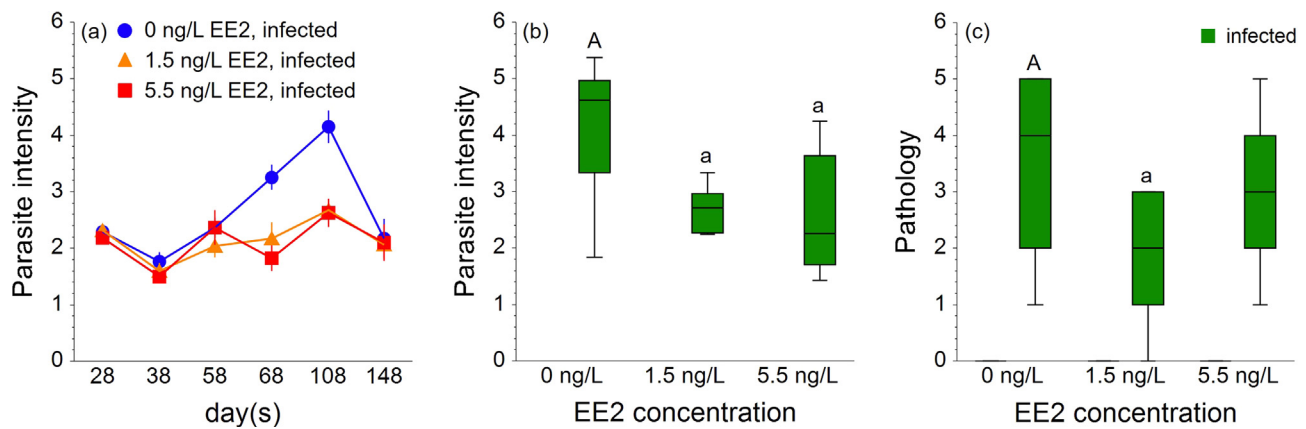 (a)
0 ng/L EE2, infected
1.5 ng/L EE2, infected
5.5 ng/L EE2, infected
Parasite intensity
6
5
4
3
2
1
0
28 38 58 68 108 148
day(s)
(b)
A
a
a
Parasite intensity
6
5
4
3
2
1
0
0 ng/L 1.5 ng/L 5.5 ng/L
EE2 concentration
(c)
infected
A
a
Pathology
6
5
4
3
2
1
0
0 ng/L 1.5 ng/L 5.5 ng/L
EE2 concentration